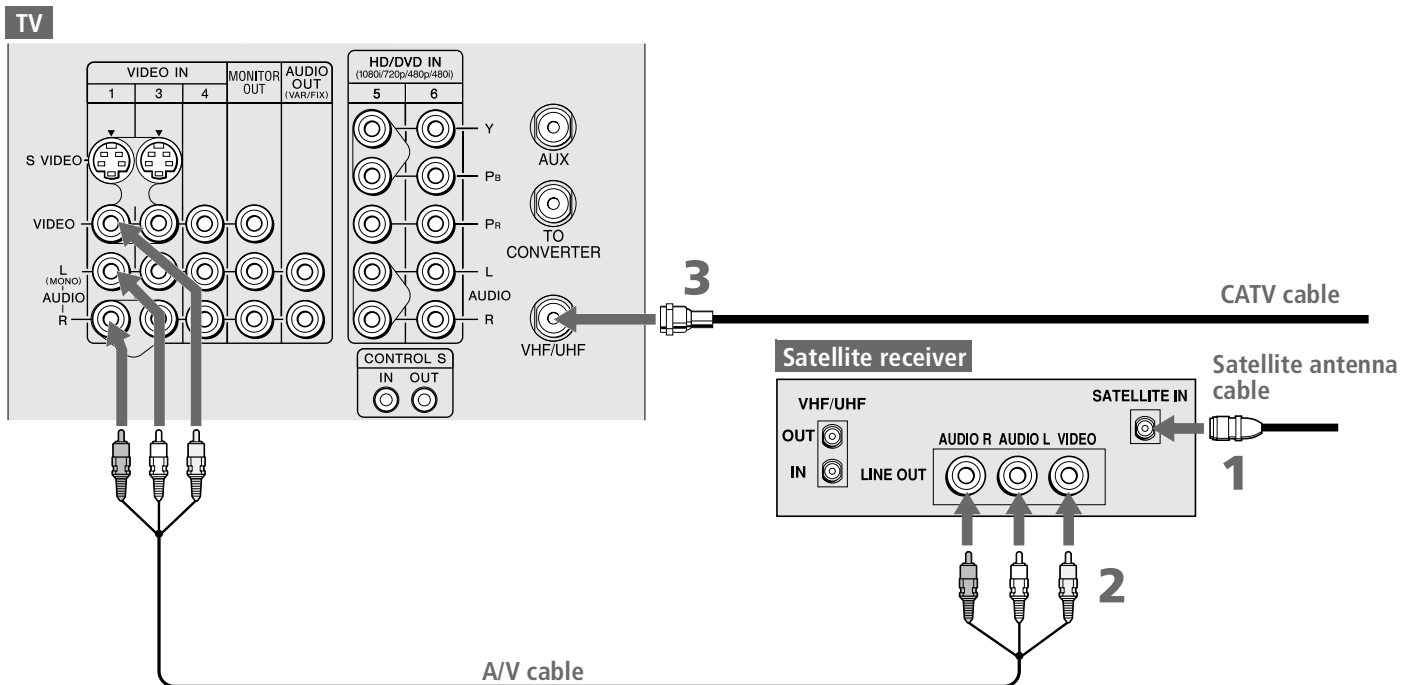 TV
VIDEO IN
1 3 4
MONITOR
OUT
AUDIO
OUT
(VAR/FIX)
HD/DVD IN
(1080i/720p/480p/480i)
5 6
S VIDEO
VIDEO
L
(MONO)
AUDIO
R
Y
PB
PR
L
AUDIO
R
AUX
TO
CONVERTER
VHF/UHF
CONTROL S
IN OUT
3
CATV cable
Satellite receiver
Satellite antenna
cable
VHF/UHF
OUT
IN
LINE OUT
AUDIO R AUDIO L VIDEO
SATELLITE IN
1
2
A/V cable